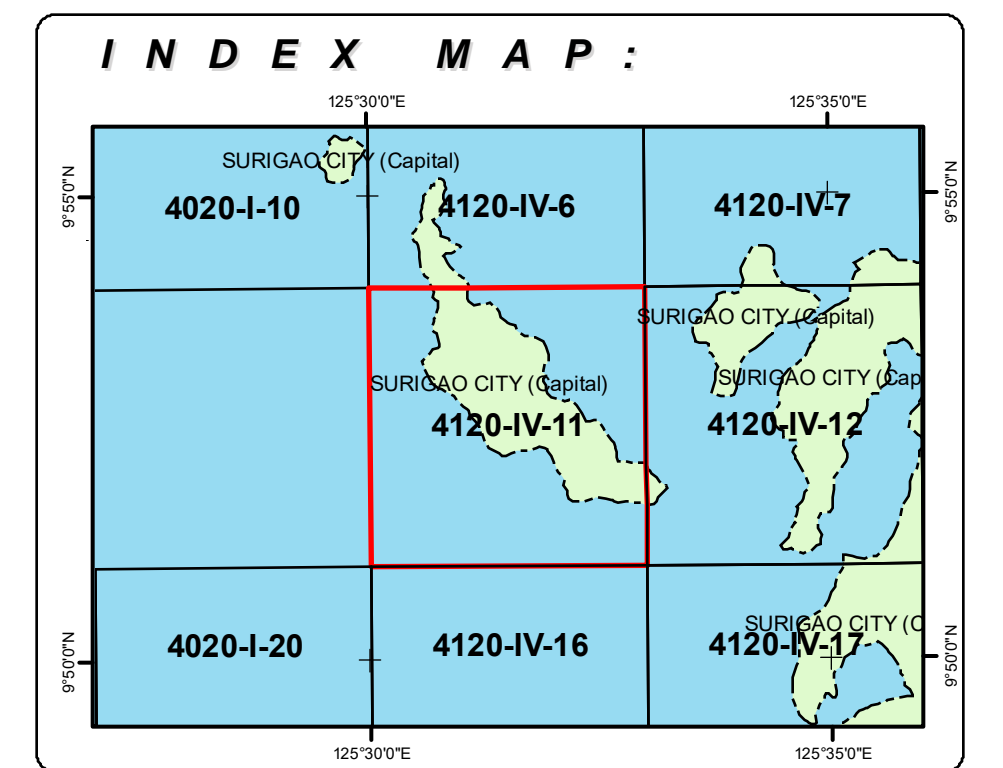 INDEX MAP:
125°30'0"E
125°35'0"E
9°55'0"N
9°55'0"N
SURIGAO CITY (Capital)
4020-I-10
4120-IV-6
4120-IV-7
SURIGAO CITY (Capital)
SURIGAO CITY (Capital)
SURIGAO CITY (Cap
4120-IV-11
4120-IV-12
SURIGAO CITY (C
4020-I-20
4120-IV-16
4120-IV-17
9°50'0"N
9°50'0"N
125°30'0"E
125°35'0"E